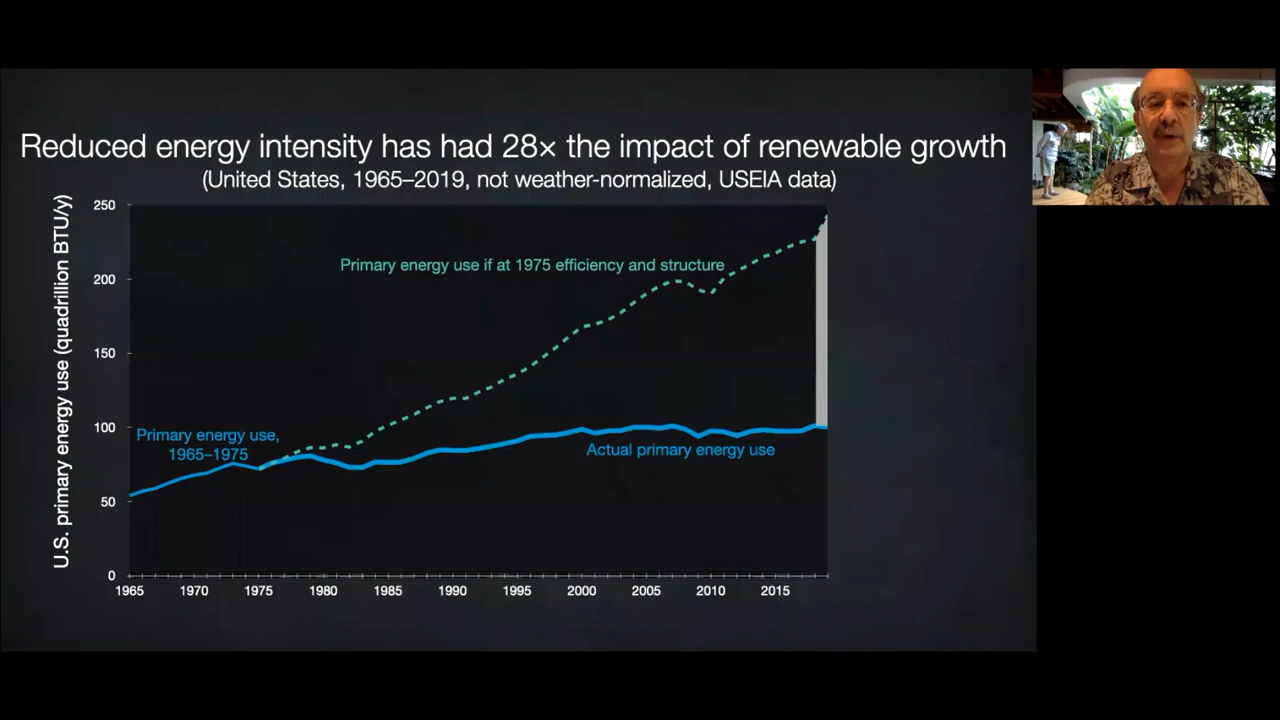 Reduced energy intensity has had 28× the impact of renewable growth
(United States, 1965–2019, not weather-normalized, USEIA data)
U.S. primary energy use (quadrillion BTU/y)
250
200
150
100
50
0
Primary energy use if at 1975 efficiency and structure
Primary energy use,
1965–1975
Actual primary energy use
1965 1970 1975 1980 1985 1990 1995 2000 2005 2010 2015